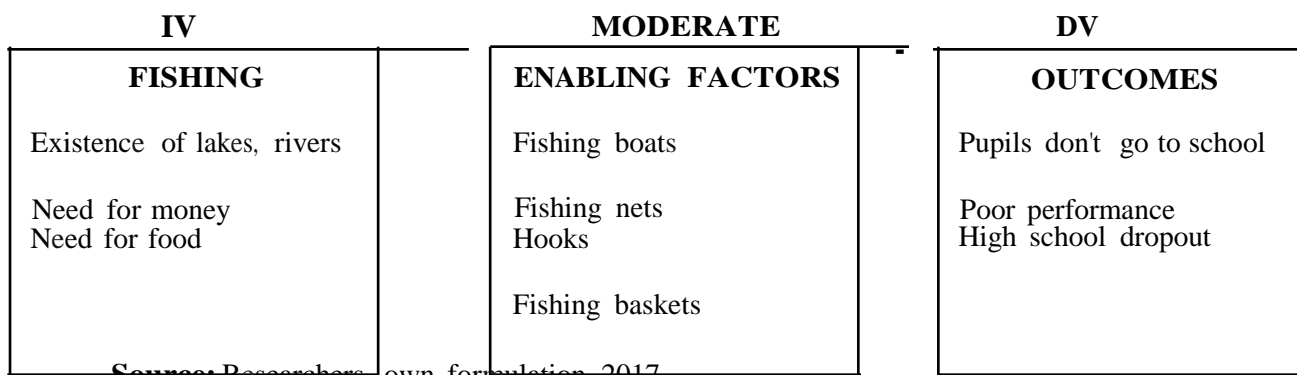 IV MODERATE DV
FISHING
Existence of lakes, rivers
Need for money
Need for food
ENABLING FACTORS
Fishing boats
Fishing nets
Hooks
Fishing baskets
OUTCOMES
Pupils don't go to school
Poor performance
High school dropout
Source: Researchers own formulation 2017